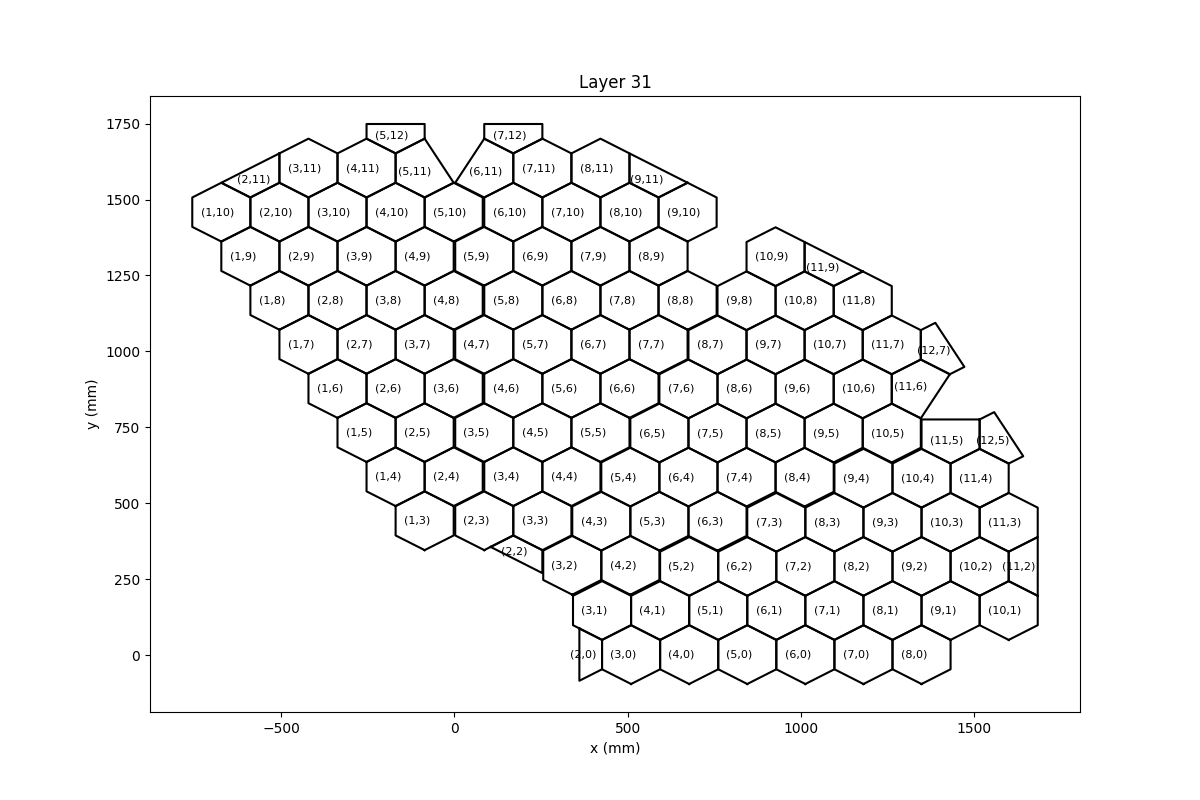 Layer 31
1750
(5,12) (7,12)
(2,11) (3,11) (4,11) (5,11) (6,11) (7,11) (8,11) (9,11)
1500
(1,10) (2,10) (3,10) (4,10) (5,10) (6,10) (7,10) (8,10) (9,10)
(1,9) (2,9) (3,9) (4,9) (5,9) (6,9) (7,9) (8,9) (10,9) (11,9)
1250
(1,8) (2,8) (3,8) (4,8) (5,8) (6,8) (7,8) (8,8) (9,8) (10,8) (11,8)
1000
(1,7) (2,7) (3,7) (4,7) (5,7) (6,7) (7,7) (8,7) (9,7) (10,7) (11,7) (12,7)
(1,6) (2,6) (3,6) (4,6) (5,6) (6,6) (7,6) (8,6) (9,6) (10,6) (11,6)
y (mm)
750
(1,5) (2,5) (3,5) (4,5) (5,5) (6,5) (7,5) (8,5) (9,5) (10,5) (11,5) (12,5)
(1,4) (2,4) (3,4) (4,4) (5,4) (6,4) (7,4) (8,4) (9,4) (10,4) (11,4)
500
(1,3) (2,3) (3,3) (4,3) (5,3) (6,3) (7,3) (8,3) (9,3) (10,3) (11,3)
(2,2) (3,2) (4,2) (5,2) (6,2) (7,2) (8,2) (9,2) (10,2) (11,2)
250
(3,1) (4,1) (5,1) (6,1) (7,1) (8,1) (9,1) (10,1)
0
(2,0) (3,0) (4,0) (5,0) (6,0) (7,0) (8,0)
−500 0 500 1000 1500
x (mm)